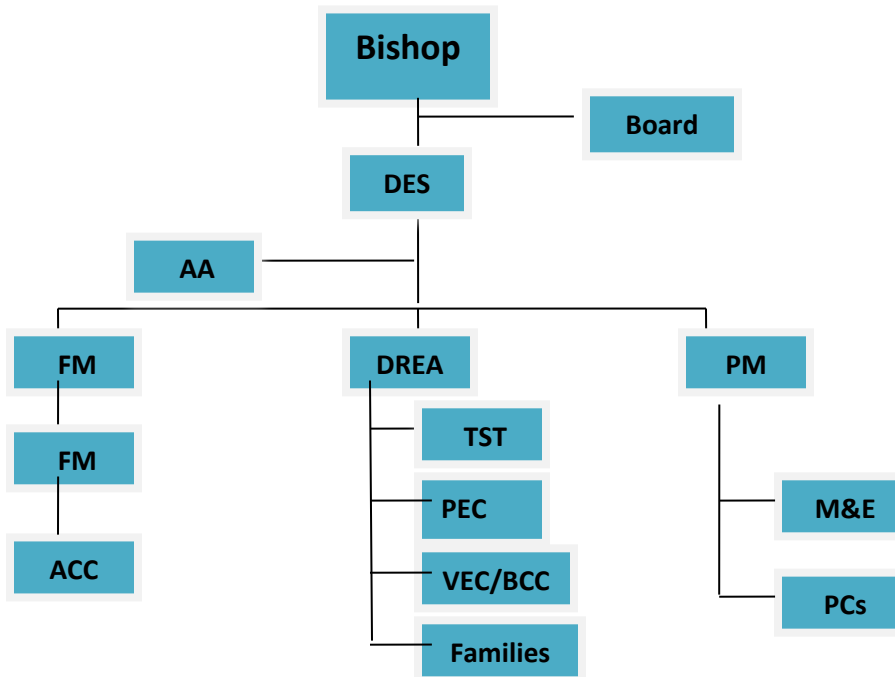 Bishop
Board
DES
AA
FM
DREA
PM
TST
FM
PEC
M&E
ACC
VEC/BCC
PCs
Families